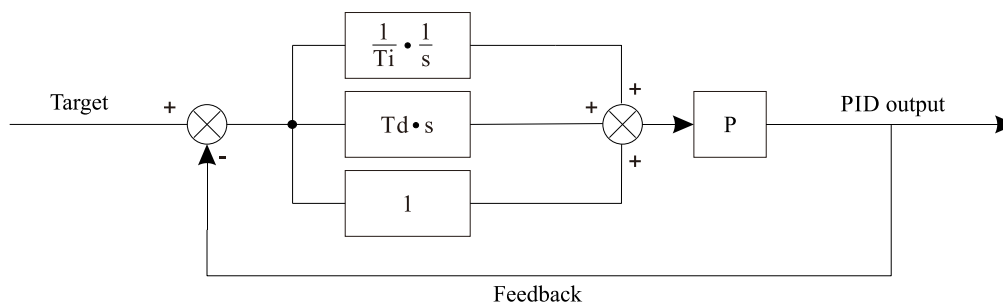 Target
+
-
1/Ti • 1/s
Td • s
1
+
+
+
P
PID output
Feedback